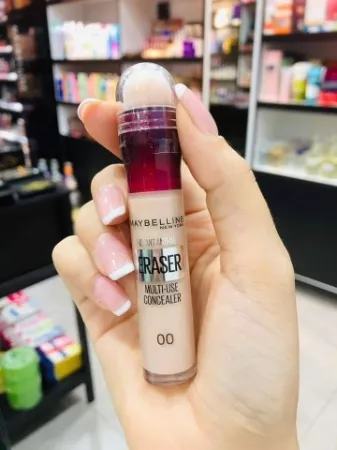 MAYBELLINE
NEW YORK
ERASER
MULTI-USE
CONCEALER
00